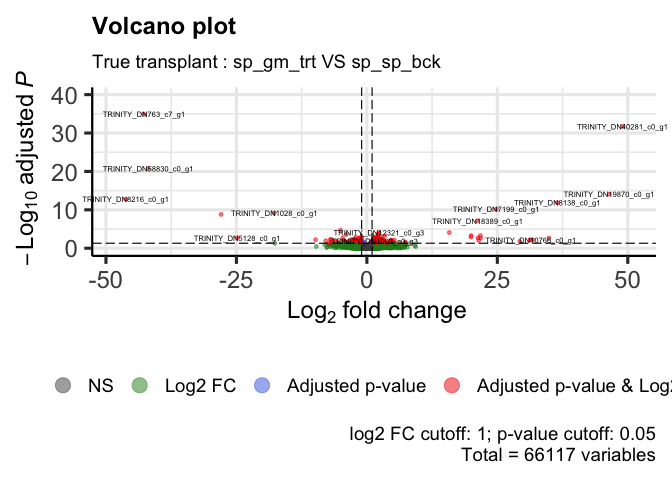 Volcano plot
True transplant : sp_gm_trt VS sp_sp_bck
− Log10 adjusted P
40
30
20
10
0
TRINITY_DN763_c7_g1
TRINITY_DN40281_c0_g1
TRINITY_DN58830_c0_g1
TRINITY_DN8216_c0_g1
TRINITY_DN19870_c0_g1
TRINITY_DN8138_c0_g1
TRINITY_DN1028_c0_g1
TRINITY_DN7199_c0_g1
TRINITY_DN18389_c0_g1
TRINITY_DN12321_c0_g3
TRINITY_DN5128_c0_g1
TRINITY_DN10766_c0_g1
-50
-25
0
25
50
Log2 fold change
NS
Log2 FC
Adjusted p-value
Adjusted p-value & Log2
log2 FC cutoff: 1; p-value cutoff: 0.05
Total = 66117 variables